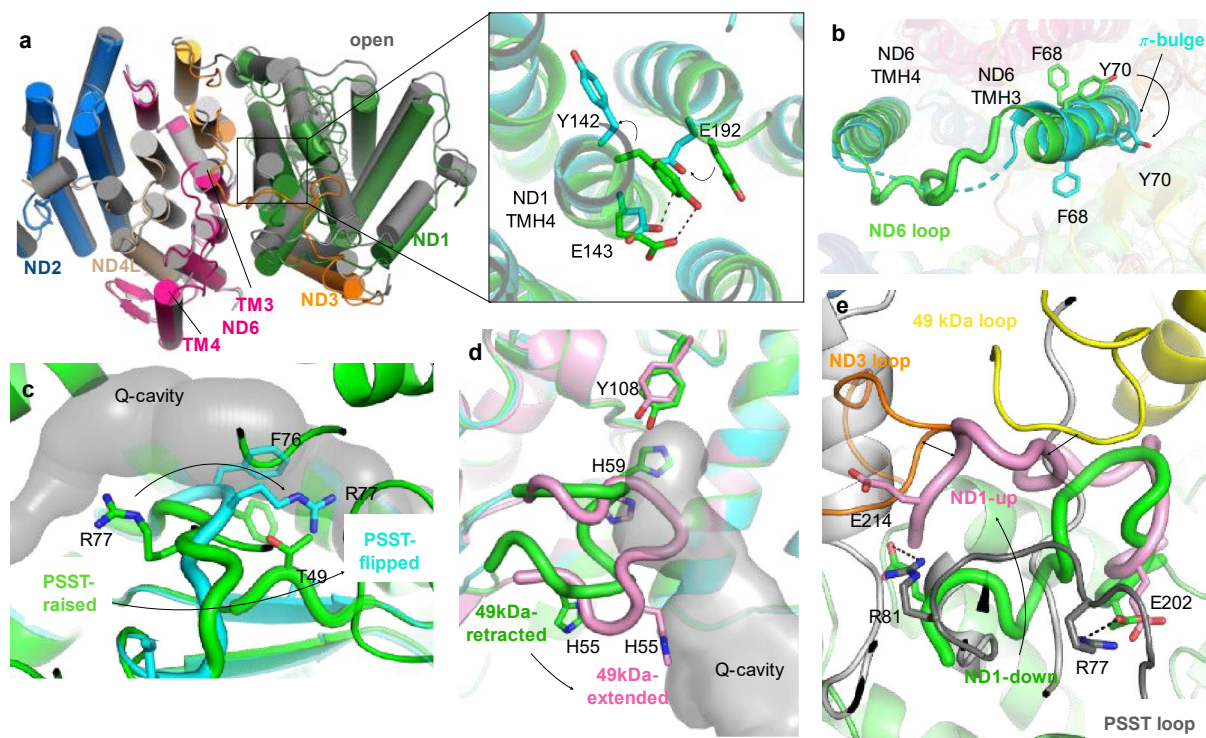 a
open
ND2
ND4L
TM3
ND6
TM4
ND3
ND1
Y142
E192
ND1
TMH4
E143
b
ND6
TMH4
ND6
TMH3
F68
Y70
π-bulge
Y70
F68
ND6 loop
c
Q-cavity
F76
R77
R77
PSST-
raised
PSST-
flipped
T49
d
Y108
H59
49kDa-
retracted
H55
H55
49kDa-
extended
Q-cavity
e
49 kDa loop
ND3 loop
ND1-up
E214
R81
E202
R77
ND1-down
PSST loop